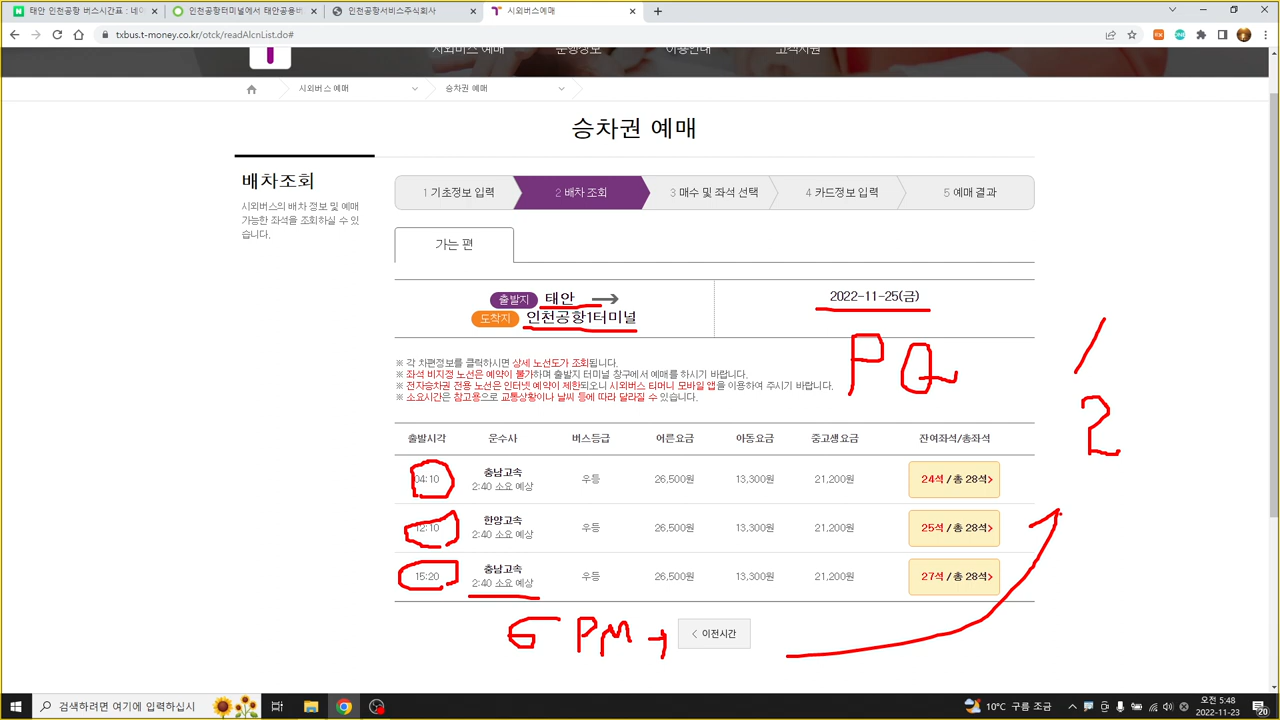 태안 인천공항 버스시간표 : 네이
인천공항터미널에서 태안공용버
인천공항서비스주식회사
시외버스예매
txbus.t-money.co.kr/otck/readAlcnList.do#
시외버스 예매 운행정보 이용안내 고객지원
시외버스 예매 승차권 예매
승차권 예매
배차조회
시외버스의 배차 정보 및 예매
가능한 좌석을 조회하실 수 있
습니다.
1 기초정보 입력 2 배차 조회 3 매수 및 좌석 선택 4 카드정보 입력 5 예매 결과
가는 편
출발지 태안
도착지 인천공항1터미널
2022-11-25(금)
PQ
1
2
※ 각 차편정보를 클릭하시면 상세 노선도가 조회됩니다.
※ 좌석 비지정 노선은 예약이 불가하며 출발지 터미널 창구에서 예매를 하시기 바랍니다.
※ 전자승차권 전용 노선은 인터넷 예약이 제한되오니 시외버스 티머니 모바일 앱을 이용하여 주시기 바랍니다.
※ 소요시간은 참고용으로 교통상황이나 날씨 등에 따라 달라질 수 있습니다.
출발시각 운수사 버스등급 어른요금 아동요금 중고생요금 잔여좌석/총좌석
04:10 충남고속 2:40 소요 예상 우등 26,500원 13,300원 21,200원 24석 / 총 28석>
12:10 한양고속 2:40 소요 예상 우등 26,500원 13,300원 21,200원 25석 / 총 28석>
15:20 충남고속 2:40 소요 예상 우등 26,500원 13,300원 21,200원 27석 / 총 28석>
6 PM
< 이전시간
검색하려면 여기에 입력하십시
10°C 구름 조금
오전 5:48
2022-11-23
20